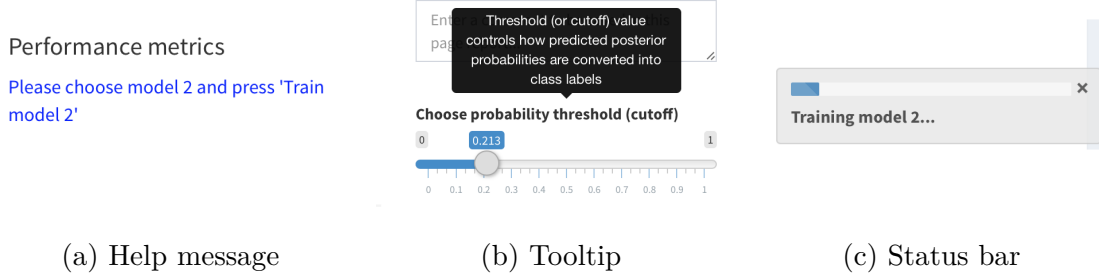 Performance metrics
Please choose model 2 and press 'Train
model 2'
Enter a
this
page
Threshold (or cutoff) value
controls how predicted posterior
probabilities are converted into
class labels
Choose probability threshold (cutoff)
0
0.213
1
0 0.1 0.2 0.3 0.4 0.5 0.6 0.7 0.8 0.9 1
×
Training model 2...
(a) Help message
(b) Tooltip
(c) Status bar